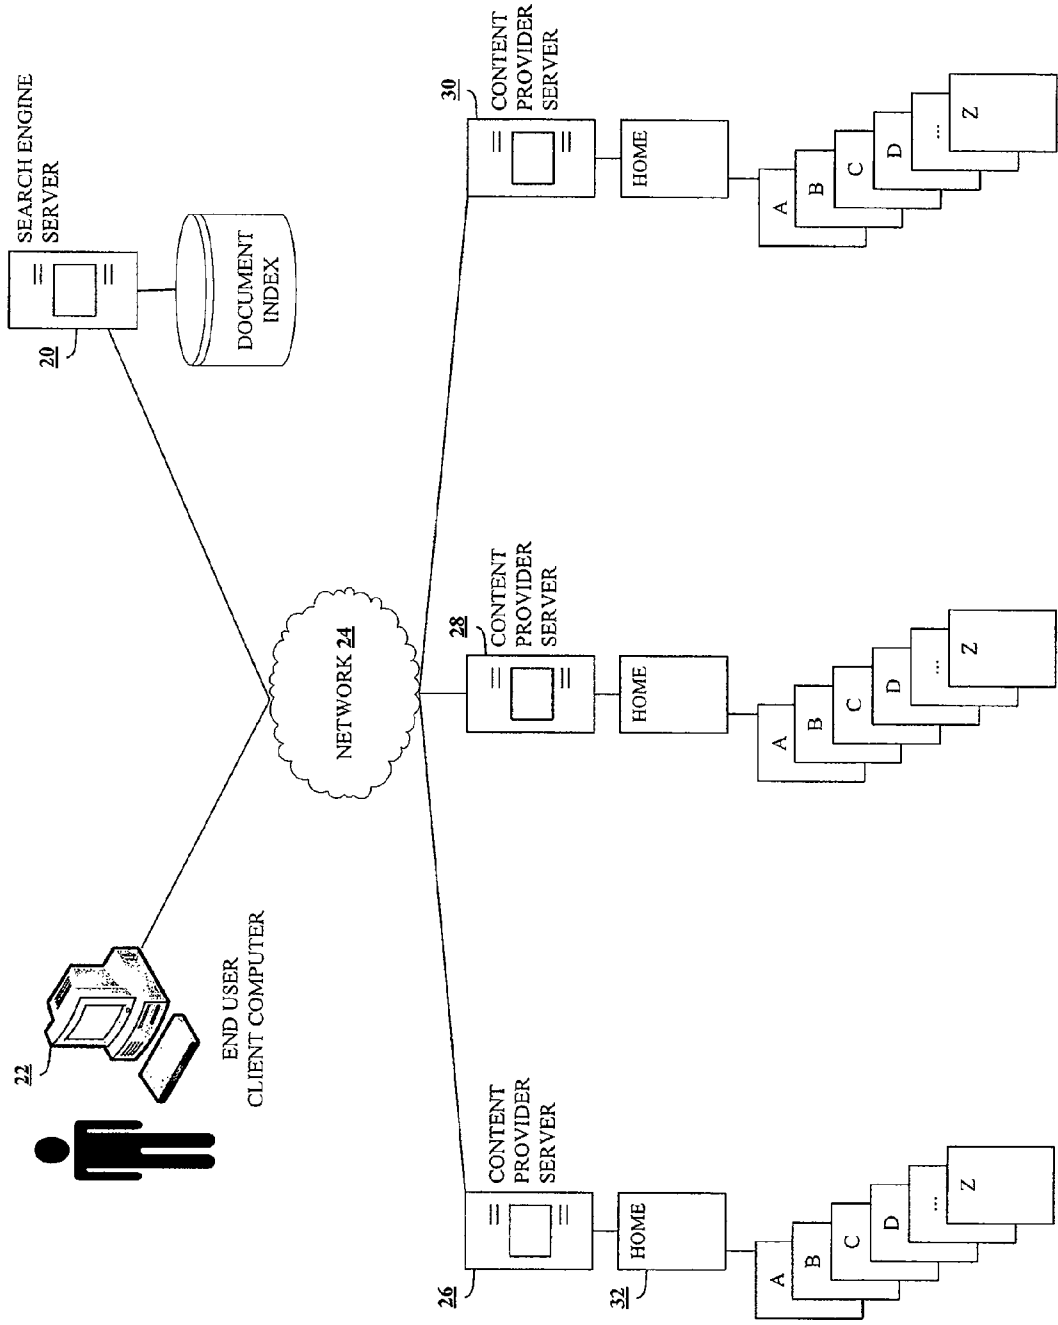 SEARCH ENGINE
SERVER
20
DOCUMENT
INDEX
22
END USER
CLIENT COMPUTER
NETWORK 24
26
CONTENT
PROVIDER
SERVER
32
HOME
A
B
C
D
...
Z
28
CONTENT
PROVIDER
SERVER
HOME
A
B
C
D
...
Z
30
CONTENT
PROVIDER
SERVER
HOME
A
B
C
D
...
Z